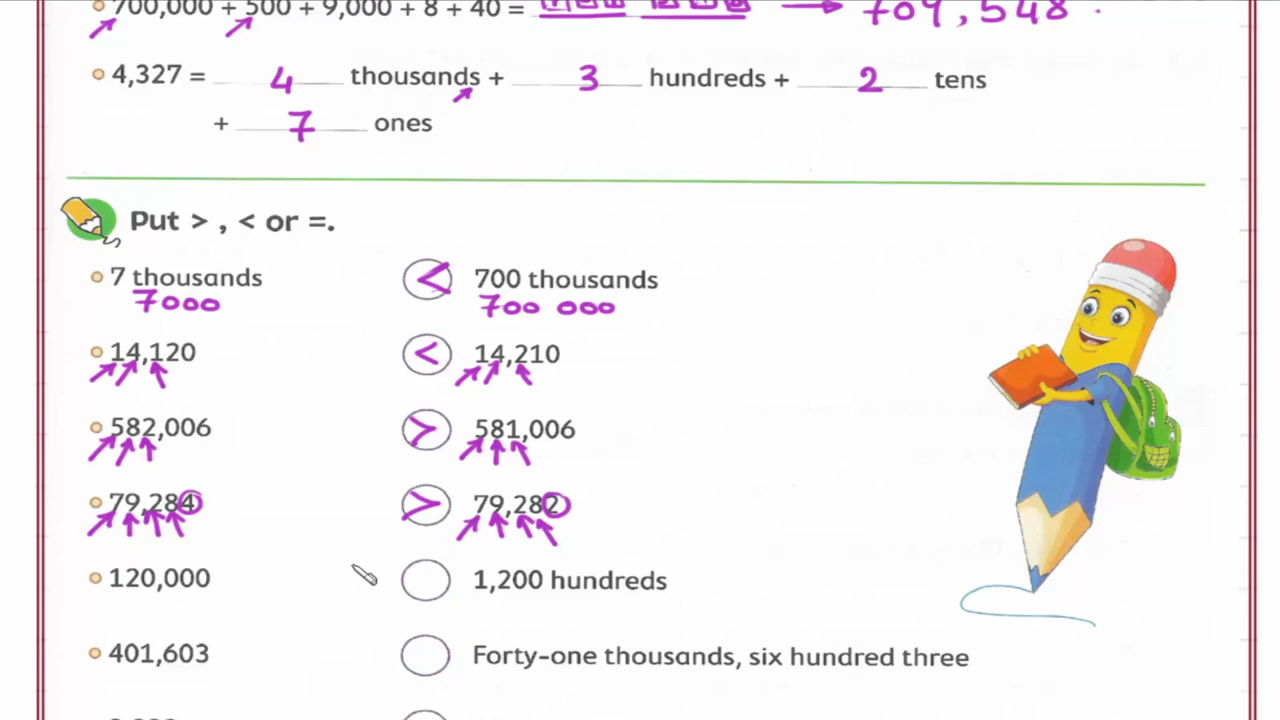 700,000 + 500 + 9,000 + 8 + 40 = → 709,548.
4,327 = 4 thousands + 3 hundreds + 2 tens
+ 7 ones
Put > , < or =.
7 thousands < 700 thousands
7000 700 000
14,120 < 14,210
582,006 > 581,006
79,284 > 79,282
120,000 1,200 hundreds
401,603 Forty-one thousands, six hundred three